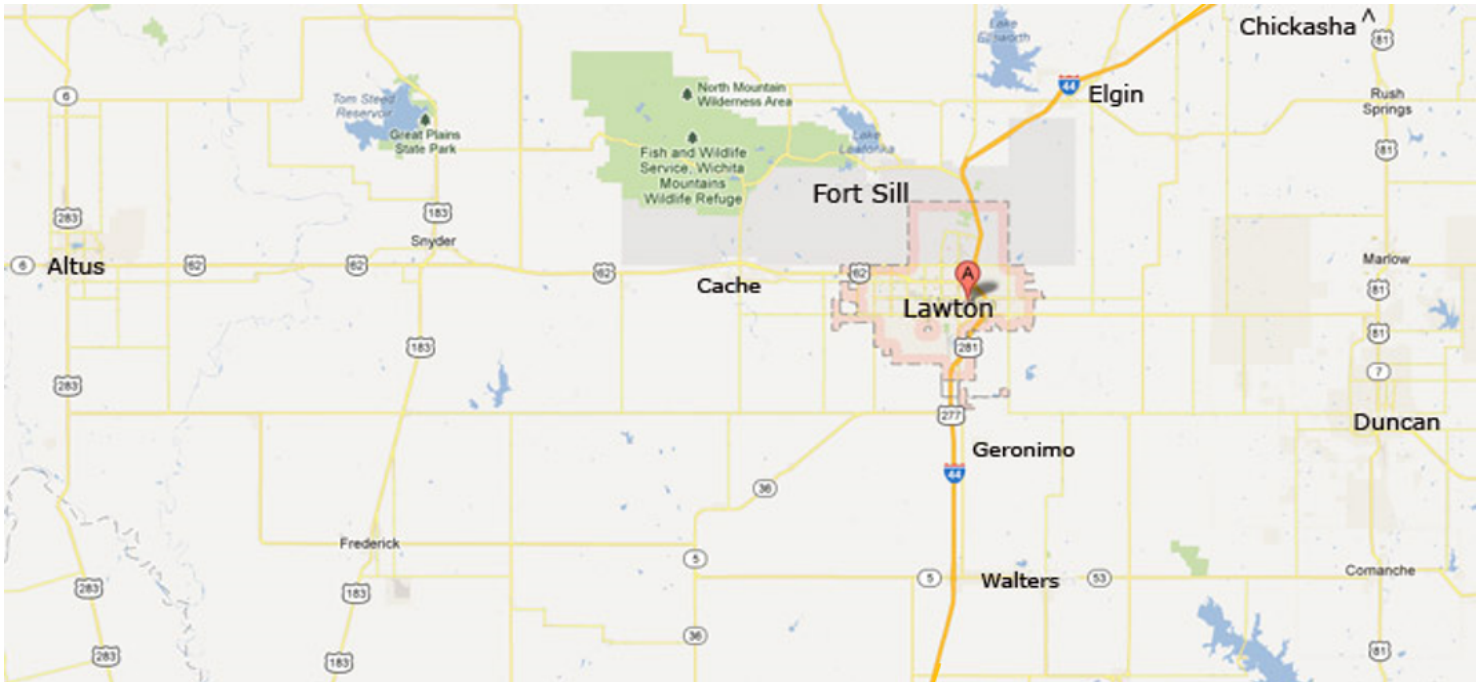 Lake
Ellsworth
Chickasha ^
81
6
Tom Steed
Reservoir
Great Plains
State Park
North Mountain
Wilderness Area
44
Elgin
Rush
Springs
Fish and Wildlife
Service, Wichita
Mountains
Wildlife Refuge
Lake
Lawtonka
81
283
183
Snyder
Fort Sill
6
Altus
62
62
62
Cache
62
A
Lawton
Marlow
81
183
281
81
283
7
277
Duncan
Geronimo
36
44
Frederick
5
283
183
5
Walters
53
Comanche
283
183
36
81